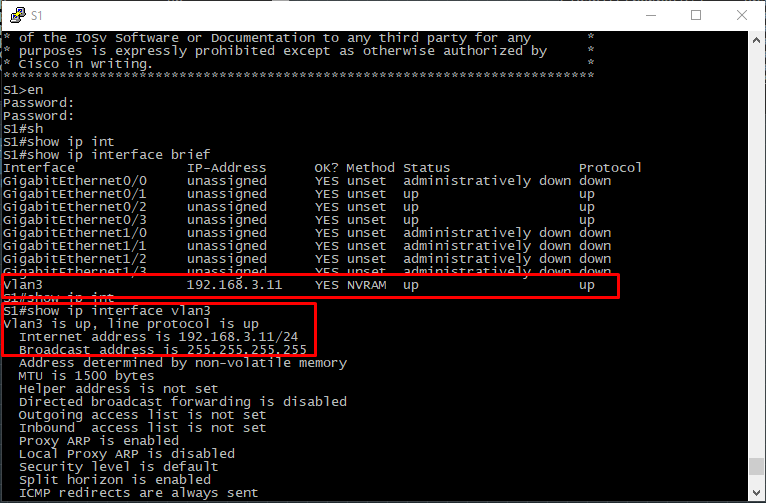 S1
* of the IOSv Software or Documentation to any third party for any *
* purposes is expressly prohibited except as otherwise authorized by *
* Cisco in writing. *
**************************************************************************
S1>en
Password:
Password:
S1#sh
S1#show ip int
S1#show ip interface brief
Interface IP-Address OK? Method Status Protocol
GigabitEthernet0/0 unassigned YES unset administratively down down
GigabitEthernet0/1 unassigned YES unset up up
GigabitEthernet0/2 unassigned YES unset up up
GigabitEthernet0/3 unassigned YES unset up up
GigabitEthernet1/0 unassigned YES unset administratively down down
GigabitEthernet1/1 unassigned YES unset administratively down down
GigabitEthernet1/2 unassigned YES unset administratively down down
GigabitEthernet1/3 unassigned YES unset administratively down down
Vlan3 192.168.3.11 YES NVRAM up up
S1#show ip int
S1#show ip interface vlan3
Vlan3 is up, line protocol is up
Internet address is 192.168.3.11/24
Broadcast address is 255.255.255.255
Address determined by non-volatile memory
MTU is 1500 bytes
Helper address is not set
Directed broadcast forwarding is disabled
Outgoing access list is not set
Inbound access list is not set
Proxy ARP is enabled
Local Proxy ARP is disabled
Security level is default
Split horizon is enabled
ICMP redirects are always sent